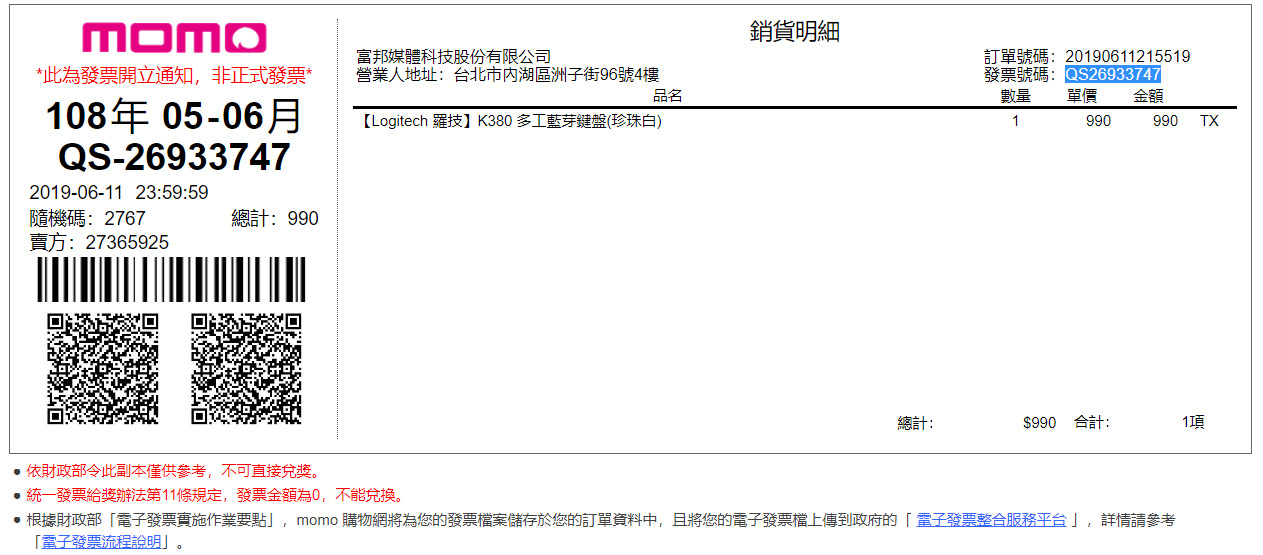 momo
*此為發票開立通知，非正式發票*
108年 05-06月
QS-26933747
2019-06-11 23:59:59
隨機碼：2767 總計：990
賣方：27365925
銷貨明細
富邦媒體科技股份有限公司 訂單號碼：20190611215519
營業人地址：台北市內湖區洲子街96號4樓 發票號碼：QS26933747
品名 數量 單價 金額
【Logitech 羅技】K380 多工藍芽鍵盤(珍珠白) 1 990 990 TX
總計： $990 合計： 1項
● 依財政部令此副本僅供參考，不可直接兌獎。
● 統一發票給獎辦法第11條規定，發票金額為0，不能兌換。
● 根據財政部「電子發票實施作業要點」，momo 購物網將為您的發票檔案儲存於您的訂單資料中，且將您的電子發票檔上傳到政府的「 電子發票整合服務平台 」，詳情請參考
「電子發票流程說明」。